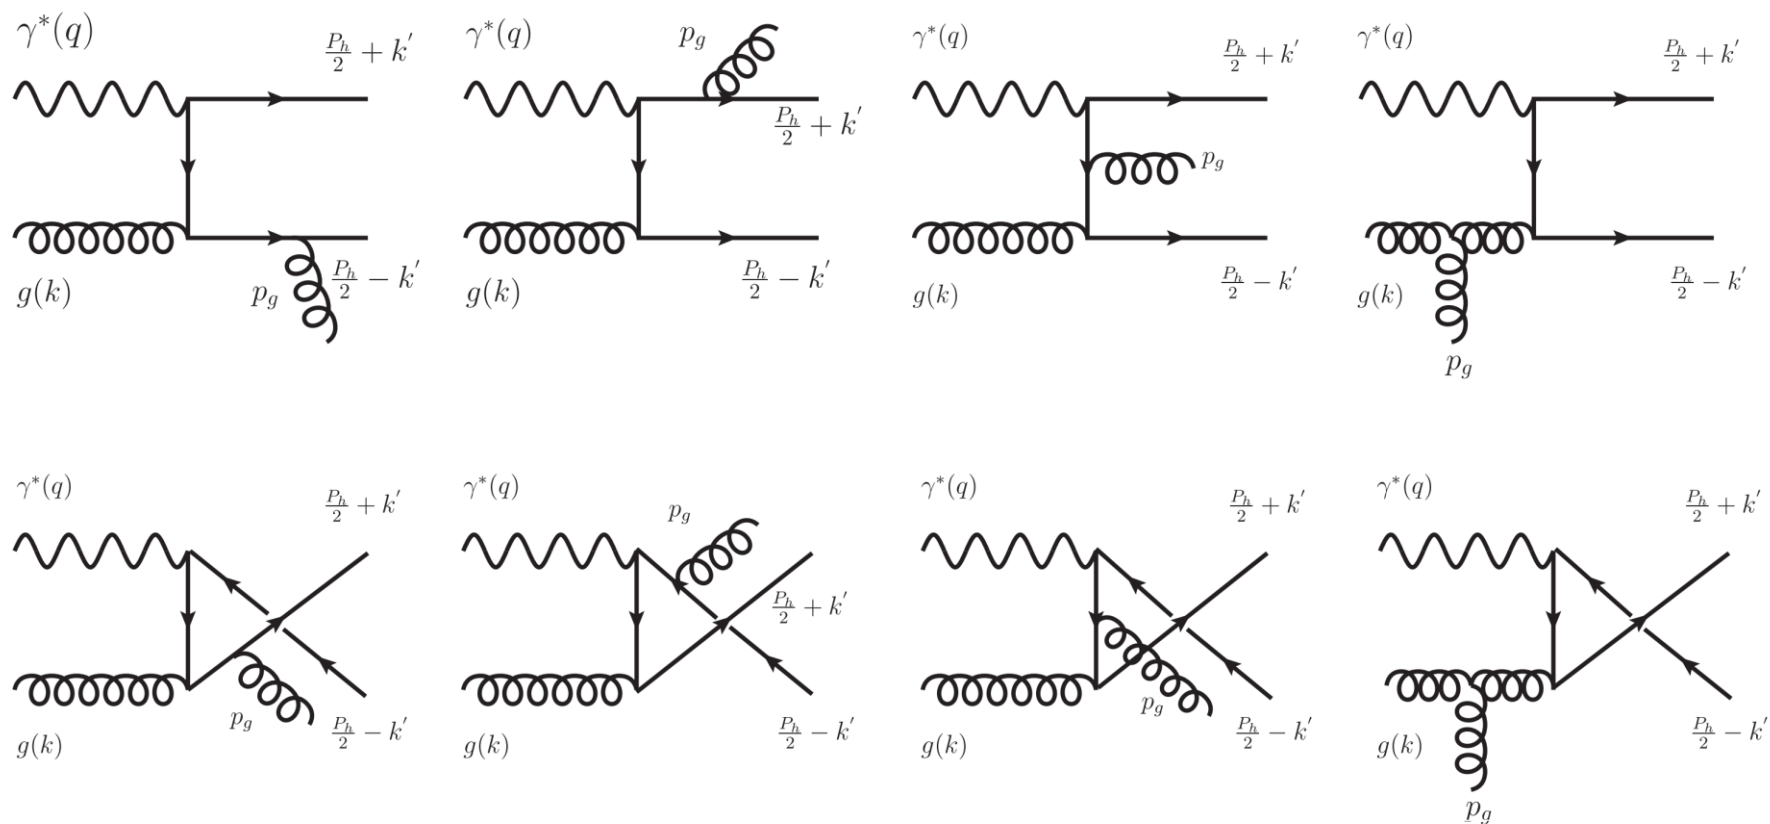 γ*(q)
P_h/2 + k′
p_g
P_h/2 − k′
g(k)
γ*(q)
p_g
P_h/2 + k′
P_h/2 − k′
g(k)
γ*(q)
P_h/2 + k′
p_g
P_h/2 − k′
g(k)
γ*(q)
P_h/2 + k′
g(k)
P_h/2 − k′
p_g
γ*(q)
P_h/2 + k′
p_g
P_h/2 − k′
g(k)
γ*(q)
p_g
P_h/2 + k′
P_h/2 − k′
g(k)
γ*(q)
P_h/2 + k′
p_g
P_h/2 − k′
g(k)
γ*(q)
P_h/2 + k′
P_h/2 − k′
g(k)
p_g